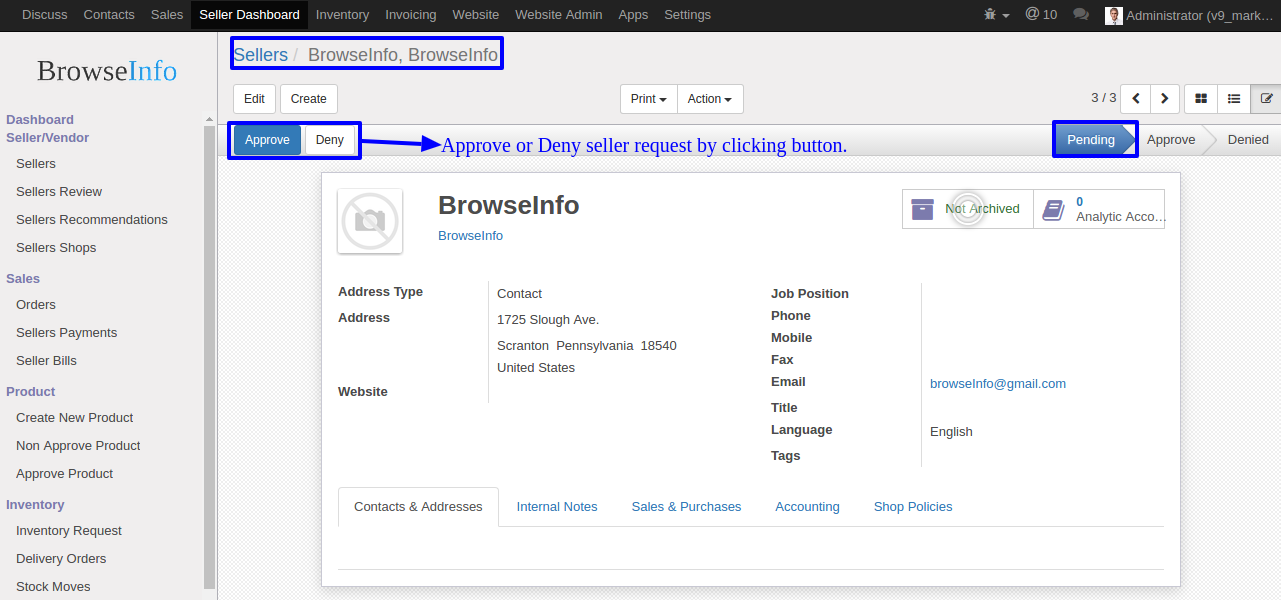 Discuss Contacts Sales Seller Dashboard Inventory Invoicing Website Website Admin Apps Settings @ 10 Administrator (v9_mark…
BrowseInfo
Sellers / BrowseInfo, BrowseInfo
Edit Create Print Action 3 / 3
Approve Deny Approve or Deny seller request by clicking button. Pending Approve Denied
Dashboard
Seller/Vendor
Sellers
Sellers Review
Sellers Recommendations
Sellers Shops
Sales
Orders
Sellers Payments
Seller Bills
Product
Create New Product
Non Approve Product
Approve Product
Inventory
Inventory Request
Delivery Orders
Stock Moves
BrowseInfo
BrowseInfo
Not Archived
0
Analytic Acco…
Address Type Contact
Address 1725 Slough Ave.
Scranton Pennsylvania 18540
United States
Website
Job Position
Phone
Mobile
Fax
Email browseInfo@gmail.com
Title
Language English
Tags
Contacts & Addresses Internal Notes Sales & Purchases Accounting Shop Policies